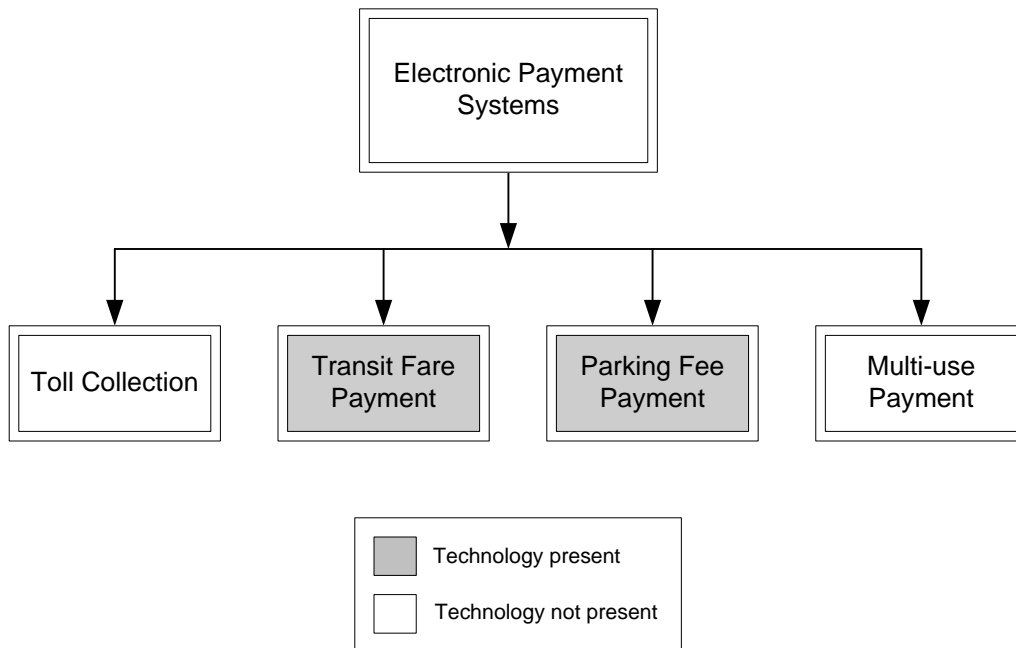 Electronic Payment
Systems
Toll Collection
Transit Fare
Payment
Parking Fee
Payment
Multi-use
Payment
Technology present
Technology not present